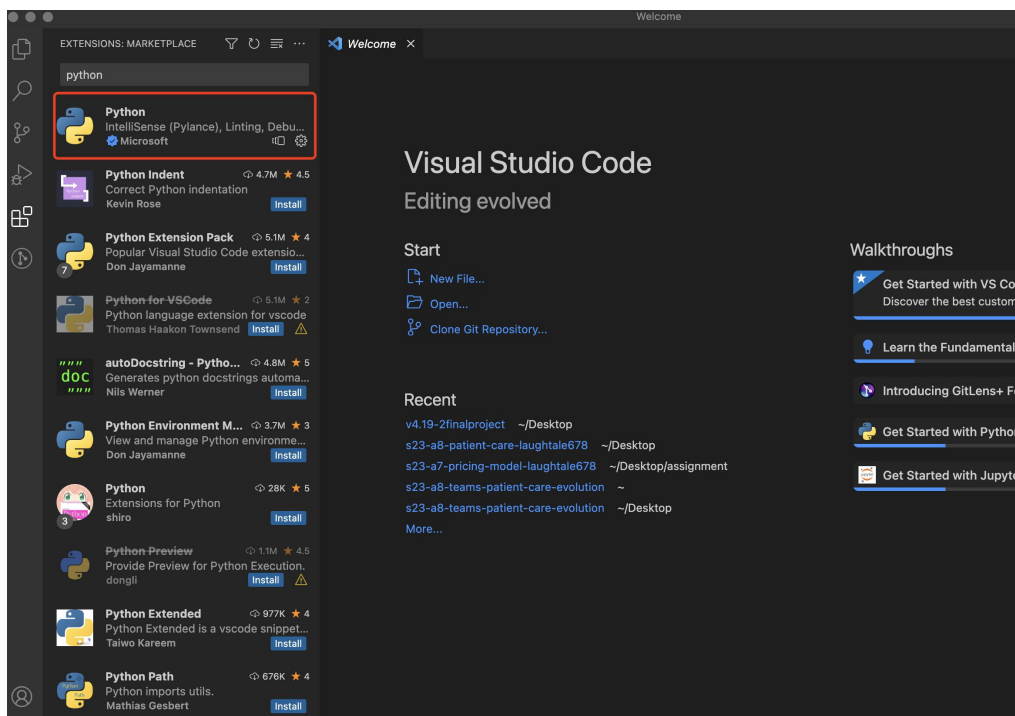 Welcome
EXTENSIONS: MARKETPLACE
Welcome
python
Python
IntelliSense (Pylance), Linting, Debu...
Microsoft
Python Indent 4.7M 4.5
Correct Python indentation
Kevin Rose Install
Python Extension Pack 5.1M 4
Popular Visual Studio Code extensio...
7 Don Jayamanne Install
Python for VSCode 5.1M 2
Python language extension for vscode
Thomas Haakon Townsend Install
autoDocstring - Pytho... 4.8M 5
""" doc """
Generates python docstrings automa...
Nils Werner Install
Python Environment M... 3.7M 3
View and manage Python environme...
Don Jayamanne Install
Python 28K 5
Extensions for Python
3 shiro Install
Python Preview 1.1M 4.5
Provide Preview for Python Execution.
dongli Install
Python Extended 977K 4
Python Extended is a vscode snippet...
Taiwo Kareem Install
Python Path 676K 4
Python imports utils.
Mathias Gesbert Install
Visual Studio Code
Editing evolved
Start
New File...
Open...
Clone Git Repository...
Recent
v4.19-2finalproject ~/Desktop
s23-a8-patient-care-laughtale678 ~/Desktop
s23-a7-pricing-model-laughtale678 ~/Desktop/assignment
s23-a8-teams-patient-care-evolution ~
s23-a8-teams-patient-care-evolution ~/Desktop
More...
Walkthroughs
Get Started with VS Co
Discover the best custom
Learn the Fundamental
Introducing GitLens+ F
Get Started with Pytho
Get Started with Jupyt